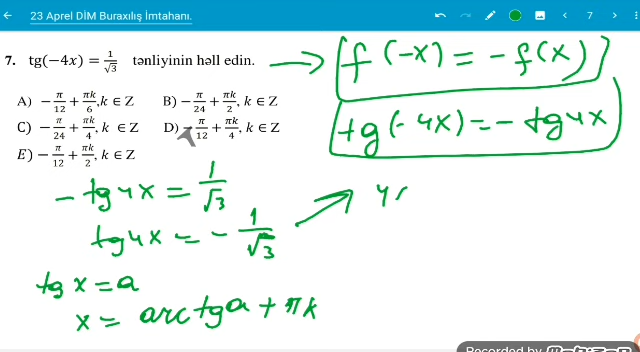 23 Aprel DİM Buraxılış İmtahanı.
7
7. tg(−4x) = 1/√3 tənliyinin həll edin.
A) −π/12 + πk/6, k ∈ Z B) −π/24 + πk/2, k ∈ Z
C) −π/24 + πk/4, k ∈ Z D) −π/12 + πk/4, k ∈ Z
E) −π/12 + πk/2, k ∈ Z
f(-x) = -f(x)
tg(-4x) = -tg4x
-tg4x = 1/√3
tg4x = - 1/√3
4
tg x = a
x = arctga + πk
Recorded by